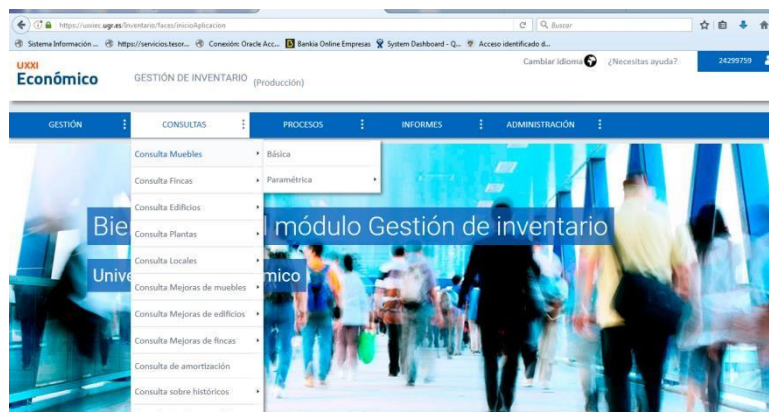 https://uxxiec.ugr.es/Inventario/faces/inicioAplicacion
Buscar
Sistema Información ...
https://servicios.tesor...
Conexión: Oracle Acc...
Bankia Online Empresas
System Dashboard - Q...
Acceso identificado d...
UXXI
Económico
GESTIÓN DE INVENTARIO (Producción)
Cambiar idioma
¿Necesitas ayuda?
24299759
GESTIÓN
CONSULTAS
PROCESOS
INFORMES
ADMINISTRACIÓN
Consulta Muebles
Básica
Consulta Fincas
Paramétrica
Consulta Edificios
Bie
l módulo Gestión de inventario
Consulta Plantas
Consulta Locales
Unive
mico
Consulta Mejoras de muebles
Consulta Mejoras de edificios
Consulta Mejoras de fincas
Consulta de amortización
Consulta sobre históricos